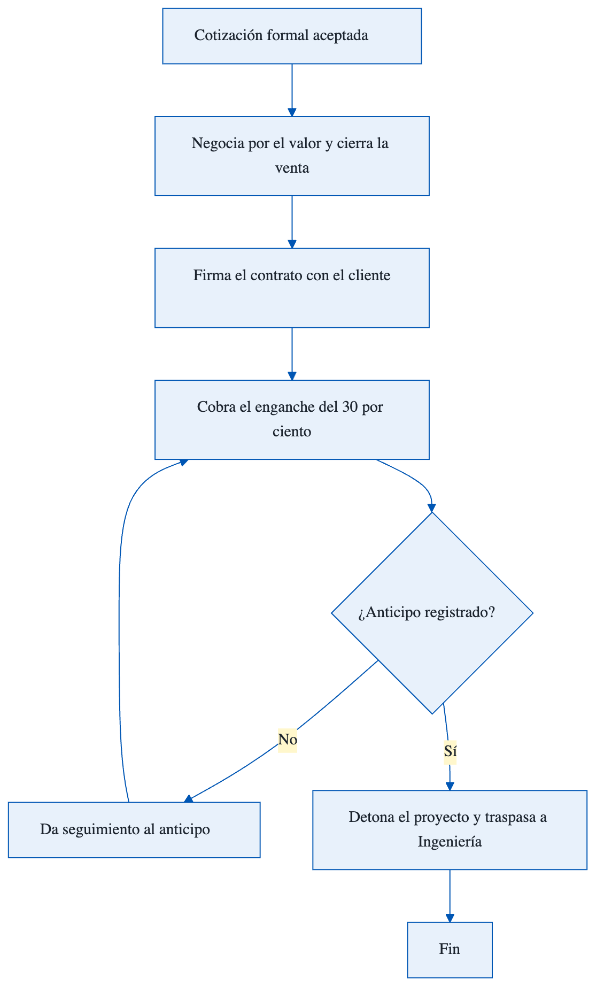 Cotización formal aceptada
Negocia por el valor y cierra la
venta
Firma el contrato con el cliente
Cobra el enganche del 30 por
ciento
¿Anticipo registrado?
No
Sí
Da seguimiento al anticipo
Detona el proyecto y traspasa a
Ingeniería
Fin